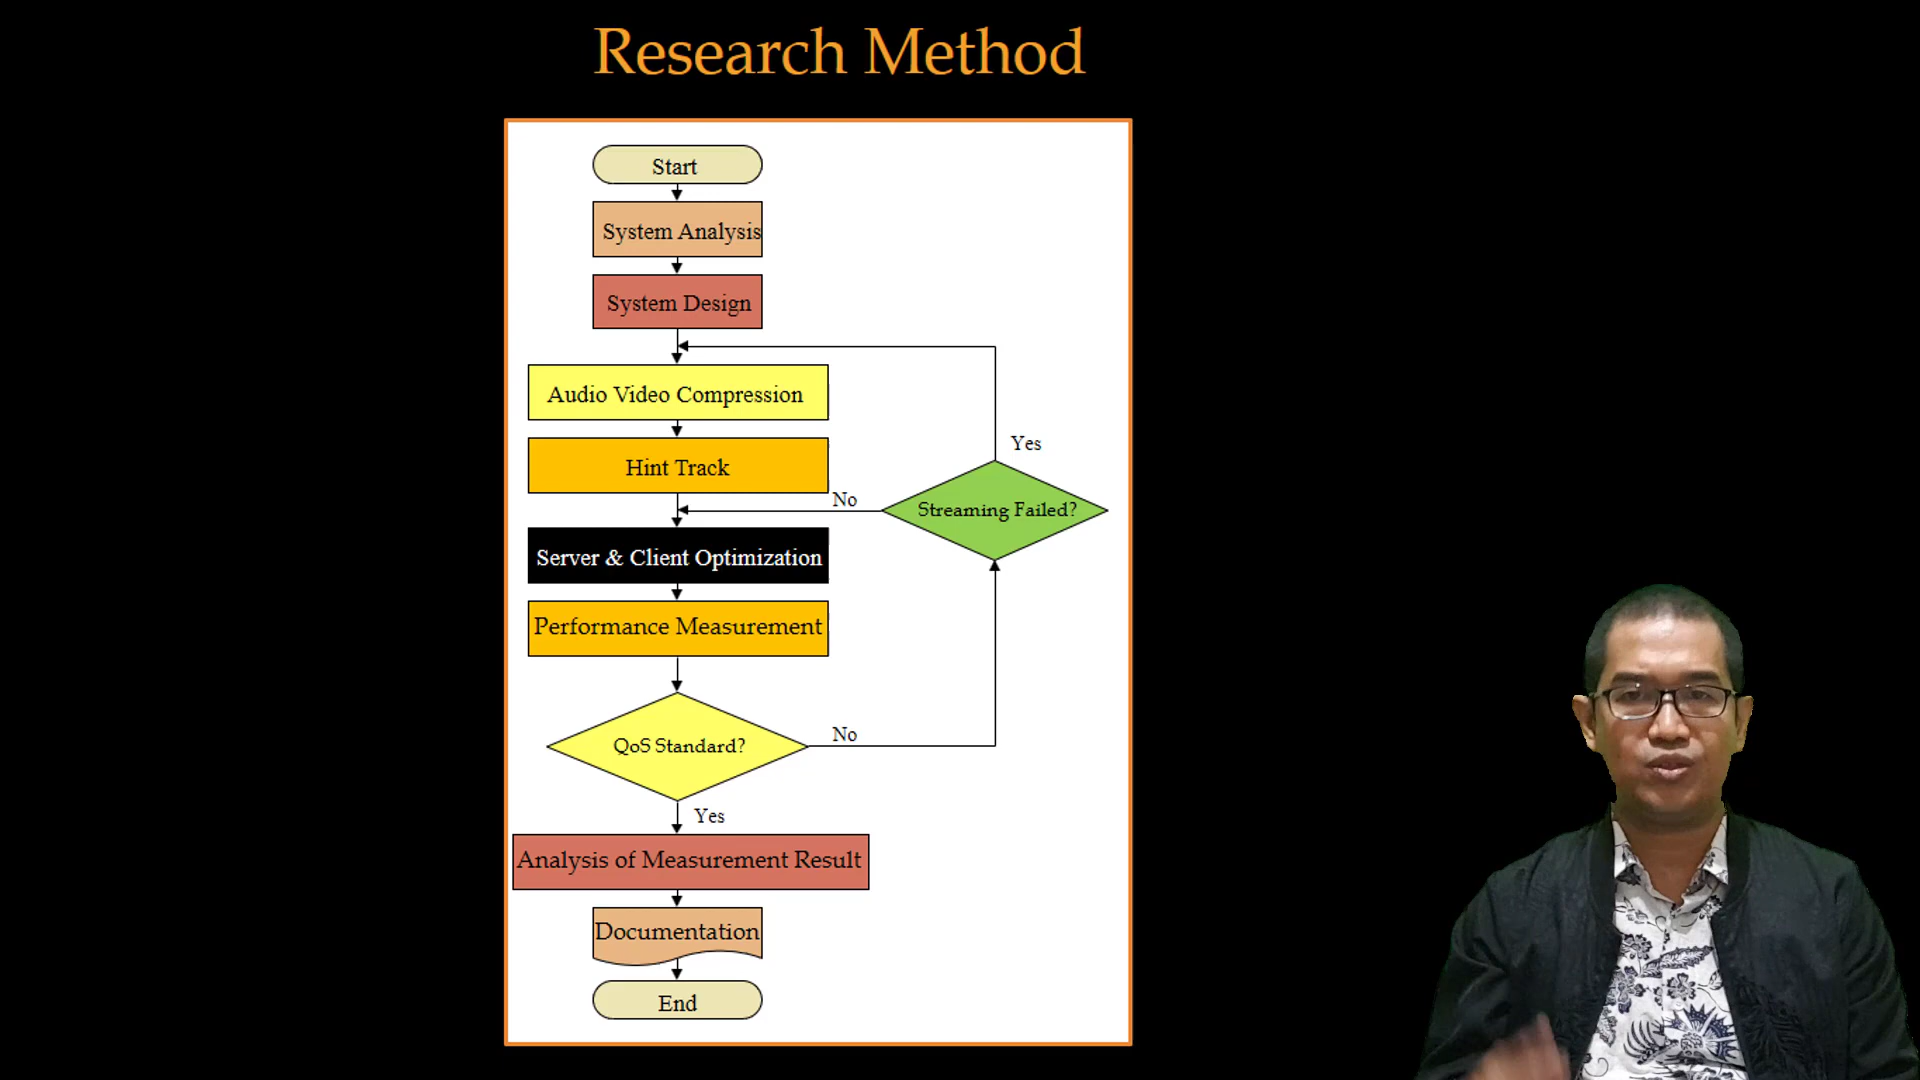 Research Method
Start
System Analysis
System Design
Audio Video Compression
Yes
Hint Track
No
Streaming Failed?
Server & Client Optimization
Performance Measurement
No
QoS Standard?
Yes
Analysis of Measurement Result
Documentation
End